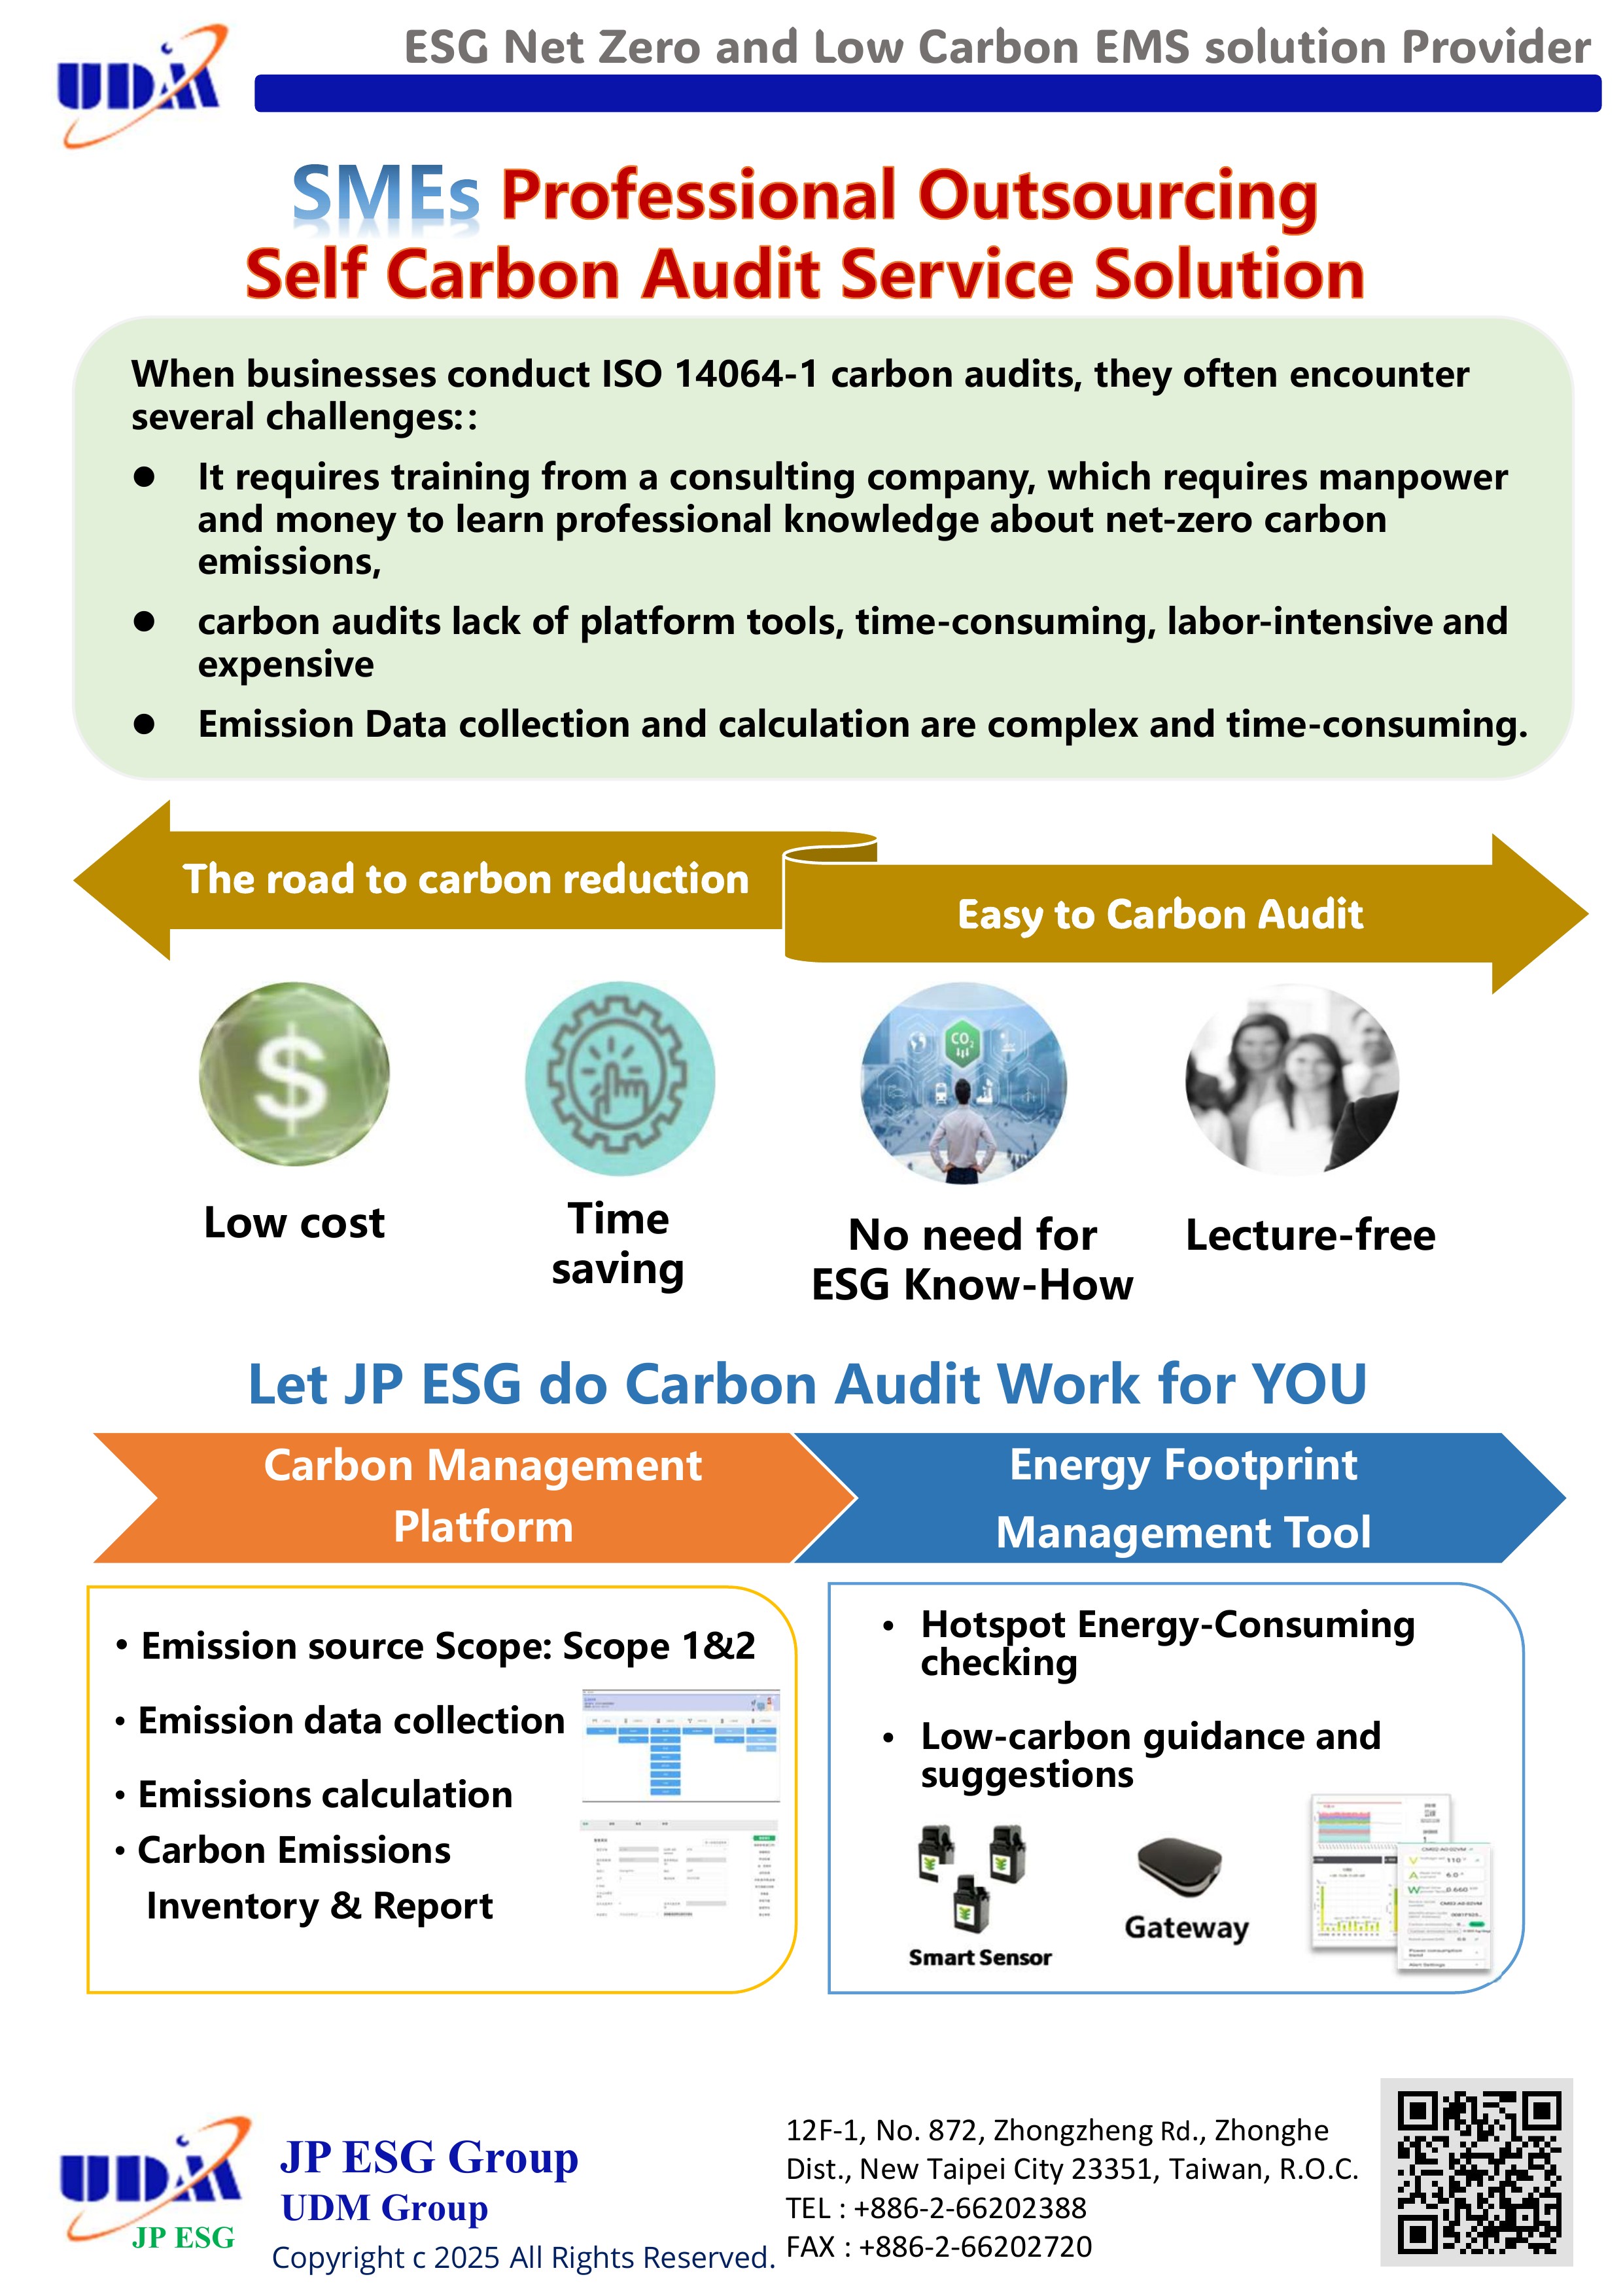 UDM
ESG Net Zero and Low Carbon EMS solution Provider
SMEs Professional Outsourcing
Self Carbon Audit Service Solution
When businesses conduct ISO 14064-1 carbon audits, they often encounter
several challenges::
● It requires training from a consulting company, which requires manpower
and money to learn professional knowledge about net-zero carbon
emissions,
● carbon audits lack of platform tools, time-consuming, labor-intensive and
expensive
● Emission Data collection and calculation are complex and time-consuming.
The road to carbon reduction
Easy to Carbon Audit
$
CO2
Low cost
Time
saving
No need for
ESG Know-How
Lecture-free
Let JP ESG do Carbon Audit Work for YOU
Carbon Management
Platform
Energy Footprint
Management Tool
• Emission source Scope: Scope 1&2
• Emission data collection
• Emissions calculation
• Carbon Emissions
Inventory & Report
• Hotspot Energy-Consuming
checking
• Low-carbon guidance and
suggestions
Smart Sensor
Gateway
UDM
JP ESG
JP ESG Group
UDM Group
Copyright c 2025 All Rights Reserved.
12F-1, No. 872, Zhongzheng Rd., Zhonghe
Dist., New Taipei City 23351, Taiwan, R.O.C.
TEL : +886-2-66202388
FAX : +886-2-66202720